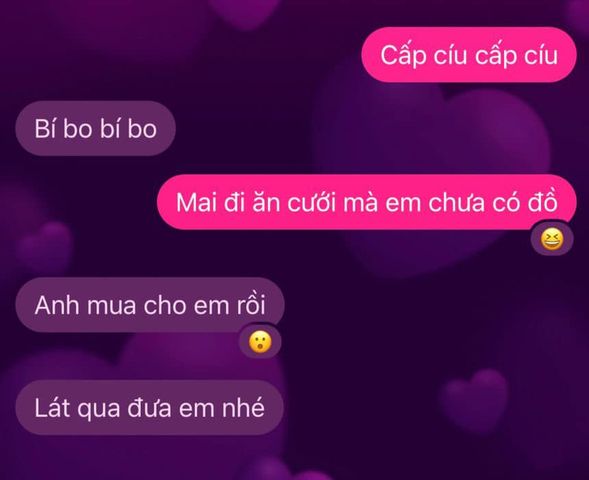 Cấp cíu cấp cíu
Bí bo bí bo
Mai đi ăn cưới mà em chưa có đồ
Anh mua cho em rồi
Lát qua đưa em nhé